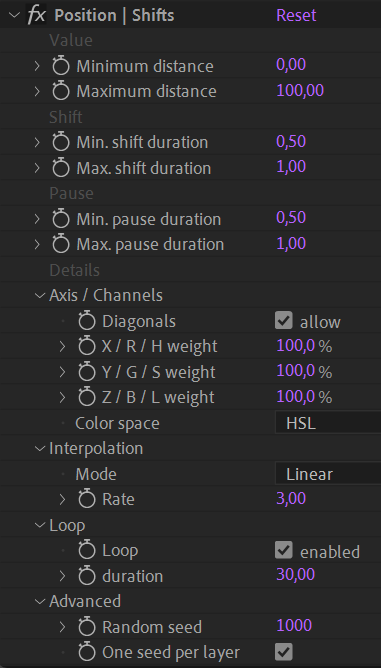 fx Position | Shifts Reset
Value
Minimum distance 0,00
Maximum distance 100,00
Shift
Min. shift duration 0,50
Max. shift duration 1,00
Pause
Min. pause duration 0,50
Max. pause duration 1,00
Details
Axis / Channels
Diagonals allow
X / R / H weight 100,0 %
Y / G / S weight 100,0 %
Z / B / L weight 100,0 %
Color space HSL
Interpolation
Mode Linear
Rate 3,00
Loop
Loop enabled
duration 30,00
Advanced
Random seed 1000
One seed per layer